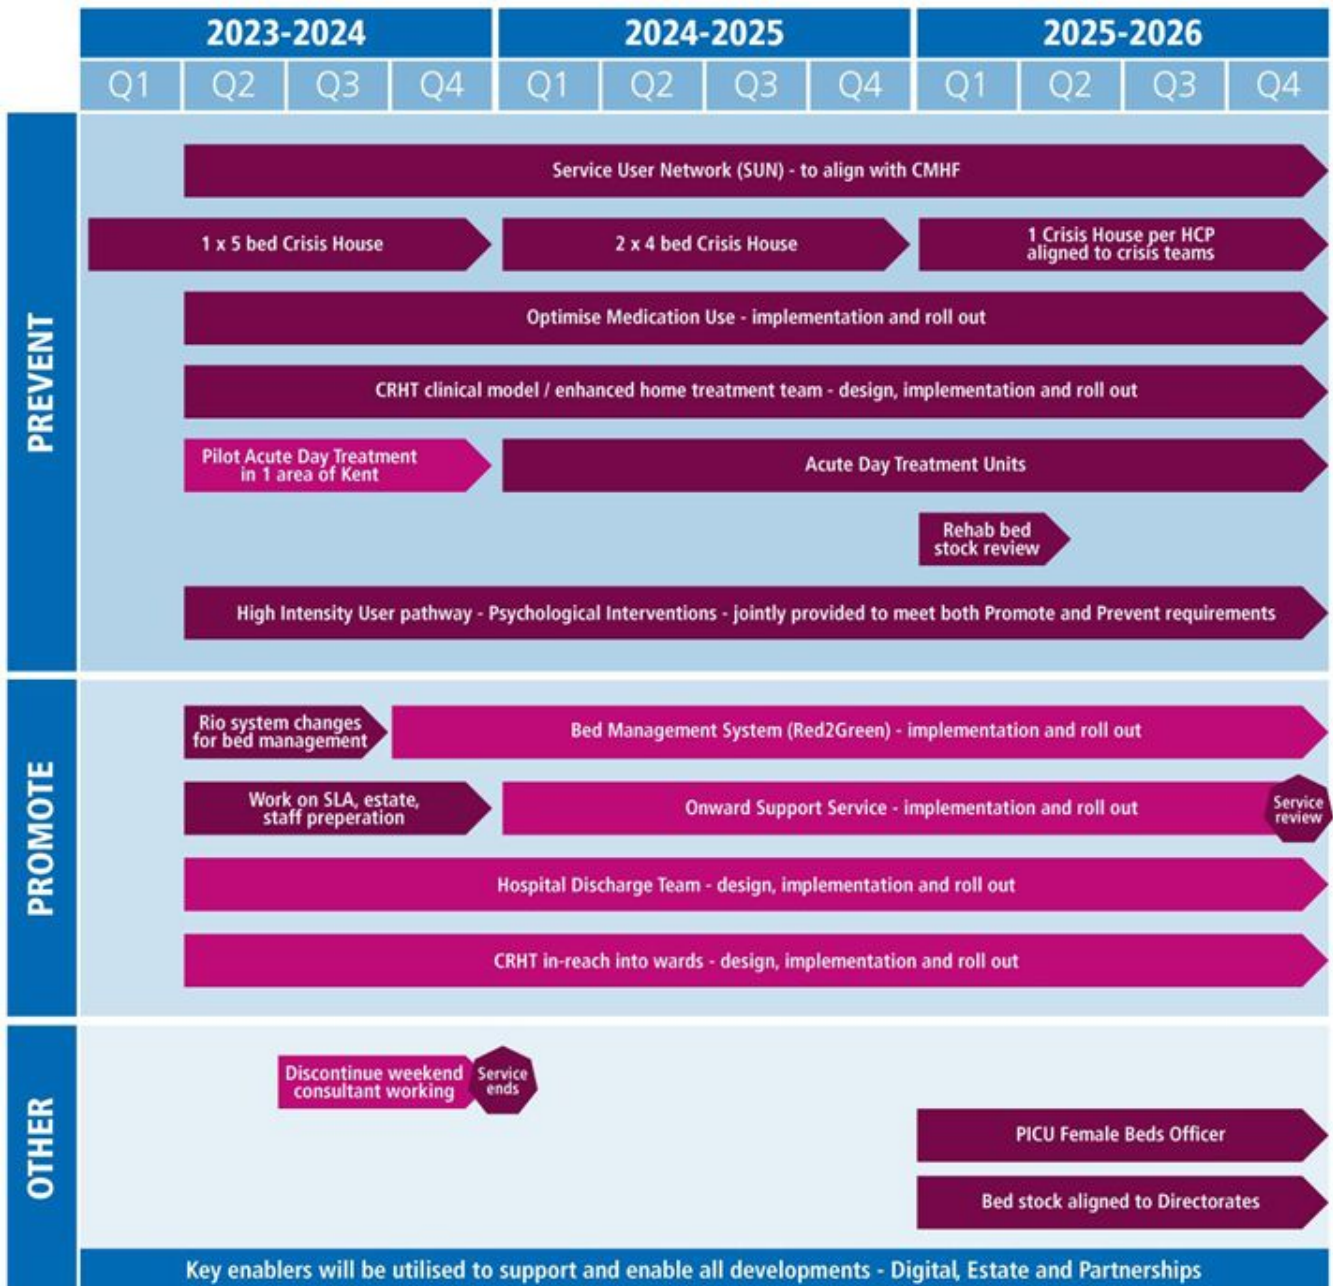 2023-2024 2024-2025 2025-2026
Q1 Q2 Q3 Q4 Q1 Q2 Q3 Q4 Q1 Q2 Q3 Q4
PREVENT
Service User Network (SUN) - to align with CMHF
1 x 5 bed Crisis House
2 x 4 bed Crisis House
1 Crisis House per HCP
aligned to crisis teams
Optimise Medication Use - implementation and roll out
CRHT clinical model / enhanced home treatment team - design, implementation and roll out
Pilot Acute Day Treatment
in 1 area of Kent
Acute Day Treatment Units
Rehab bed
stock review
High Intensity User pathway - Psychological Interventions - jointly provided to meet both Promote and Prevent requirements
PROMOTE
Rio system changes
for bed management
Bed Management System (Red2Green) - implementation and roll out
Work on SLA, estate,
staff preperation
Onward Support Service - implementation and roll out
Service
review
Hospital Discharge Team - design, implementation and roll out
CRHT in-reach into wards - design, implementation and roll out
OTHER
Discontinue weekend
consultant working
Service
ends
PICU Female Beds Officer
Bed stock aligned to Directorates
Key enablers will be utilised to support and enable all developments - Digital, Estate and Partnerships